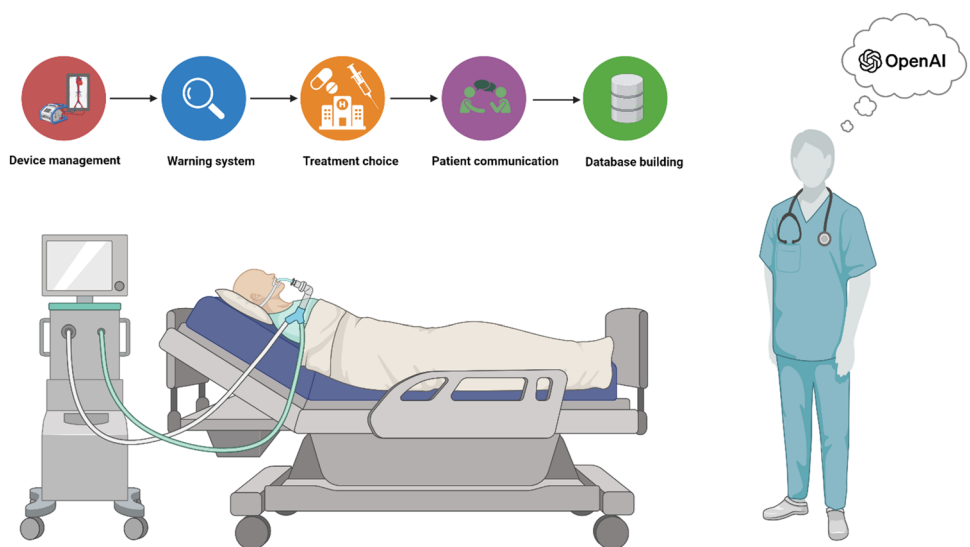 OpenAI
Device management
Warning system
Treatment choice
Patient communication
Database building
H